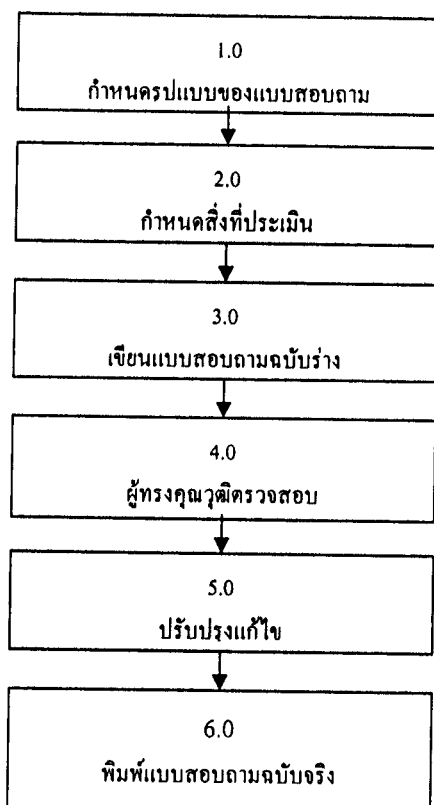 1.0
กำหนดรูปแบบของแบบสอบถาม
2.0
กำหนดสิ่งที่ประเมิน
3.0
เขียนแบบสอบถามฉบับร่าง
4.0
ผู้ทรงคุณวุฒิตรวจสอบ
5.0
ปรับปรุงแก้ไข
6.0
พิมพ์แบบสอบถามฉบับจริง